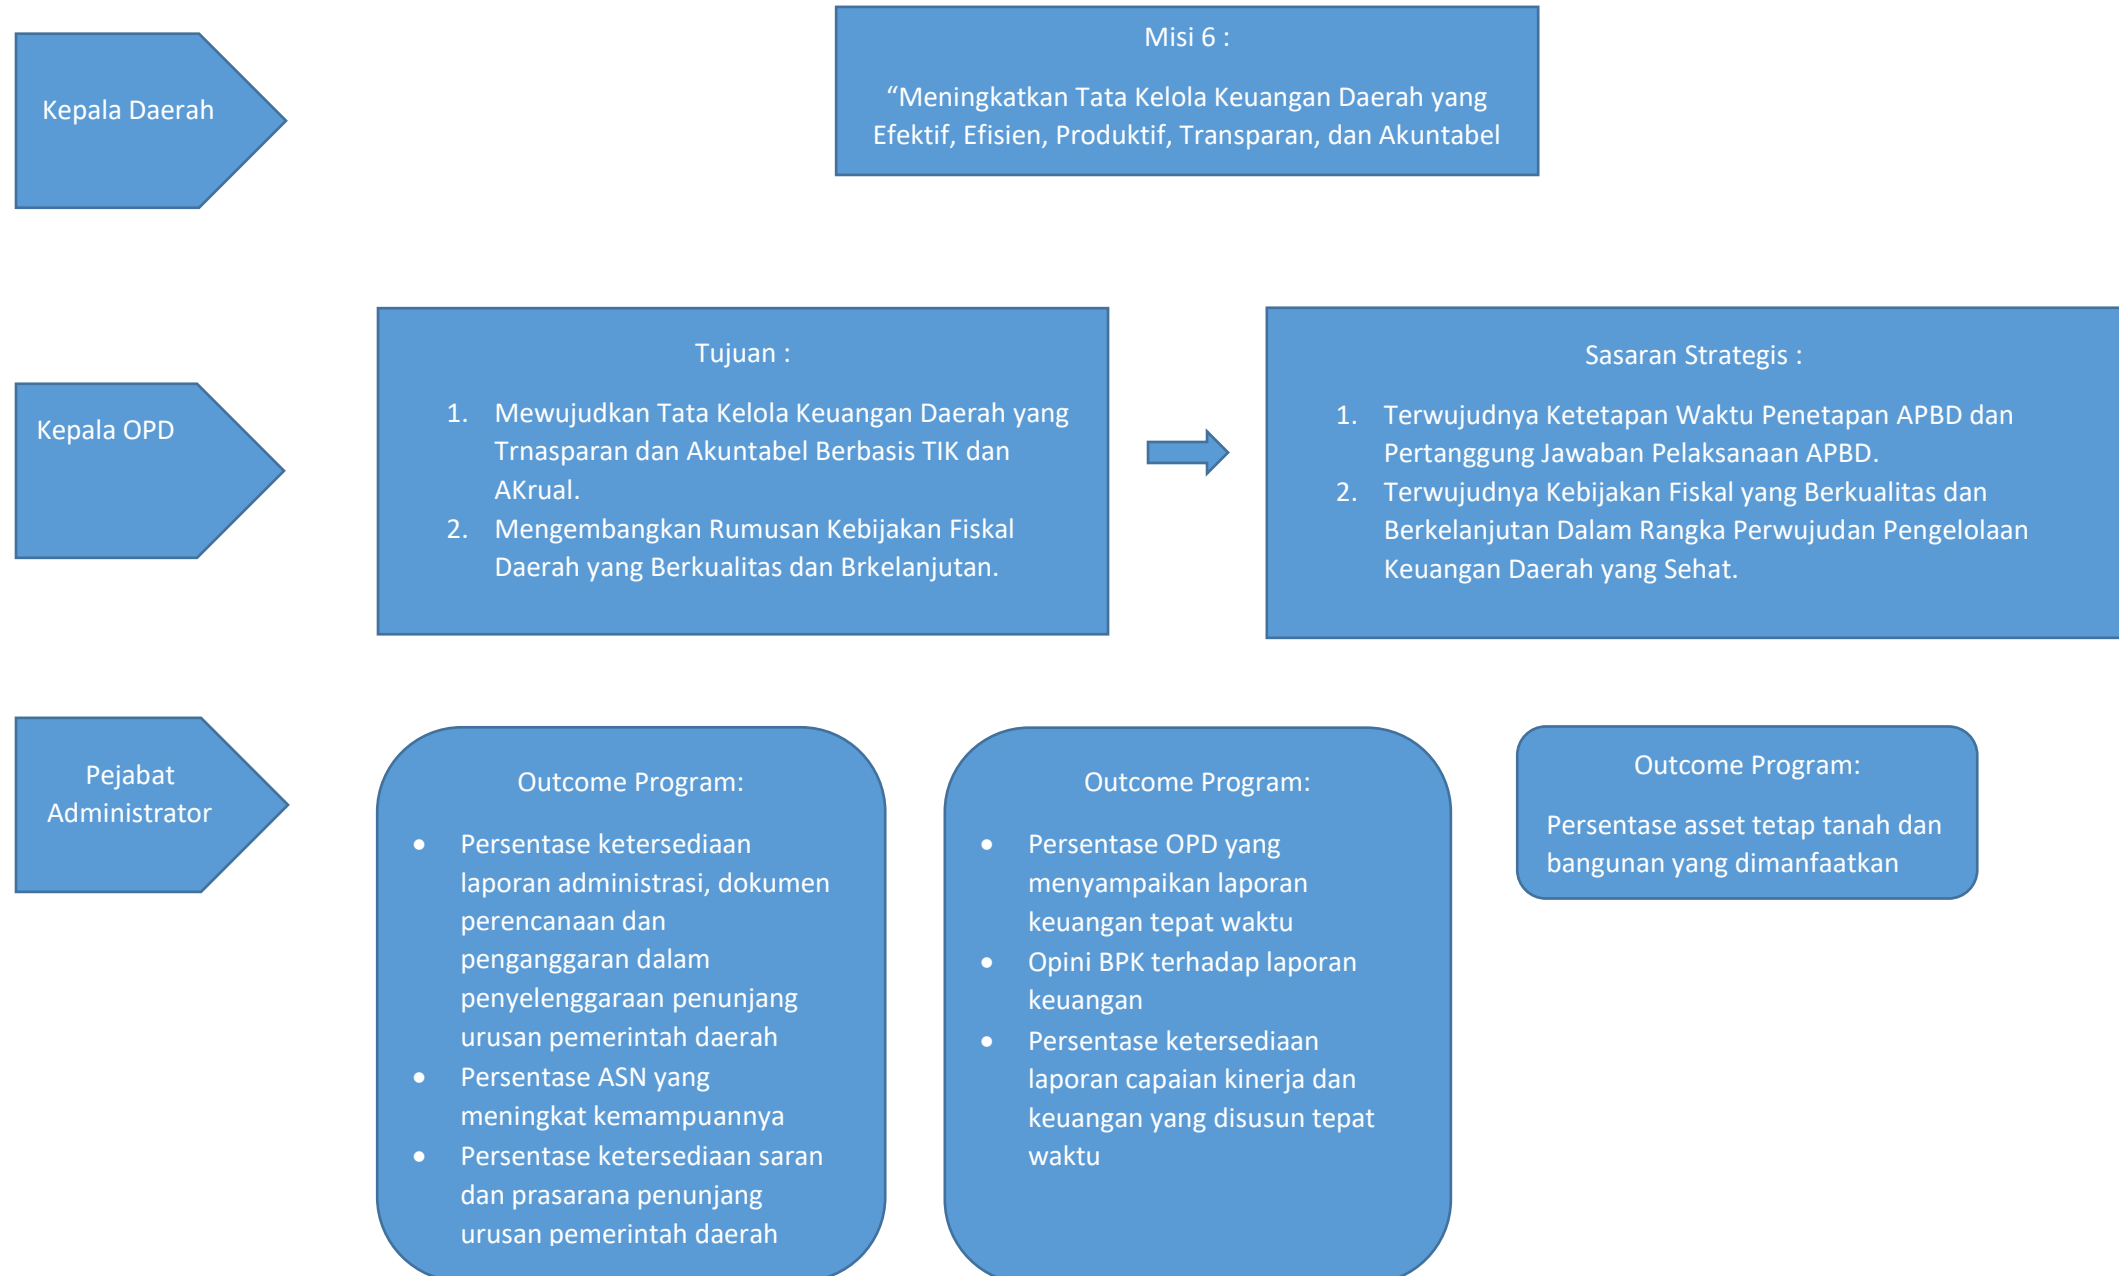 Kepala Daerah
Misi 6 :
“Meningkatkan Tata Kelola Keuangan Daerah yang
Efektif, Efisien, Produktif, Transparan, dan Akuntabel
Kepala OPD
Tujuan :
1. Mewujudkan Tata Kelola Keuangan Daerah yang
Trnasparan dan Akuntabel Berbasis TIK dan
AKrual.
2. Mengembangkan Rumusan Kebijakan Fiskal
Daerah yang Berkualitas dan Brkelanjutan.
Sasaran Strategis :
1. Terwujudnya Ketetapan Waktu Penetapan APBD dan
Pertanggung Jawaban Pelaksanaan APBD.
2. Terwujudnya Kebijakan Fiskal yang Berkualitas dan
Berkelanjutan Dalam Rangka Perwujudan Pengelolaan
Keuangan Daerah yang Sehat.
Pejabat
Administrator
Outcome Program:
• Persentase ketersediaan
laporan administrasi, dokumen
perencanaan dan
penganggaran dalam
penyelenggaraan penunjang
urusan pemerintah daerah
• Persentase ASN yang
meningkat kemampuannya
• Persentase ketersediaan saran
dan prasarana penunjang
urusan pemerintah daerah
Outcome Program:
• Persentase OPD yang
menyampaikan laporan
keuangan tepat waktu
• Opini BPK terhadap laporan
keuangan
• Persentase ketersediaan
laporan capaian kinerja dan
keuangan yang disusun tepat
waktu
Outcome Program:
Persentase asset tetap tanah dan
bangunan yang dimanfaatkan